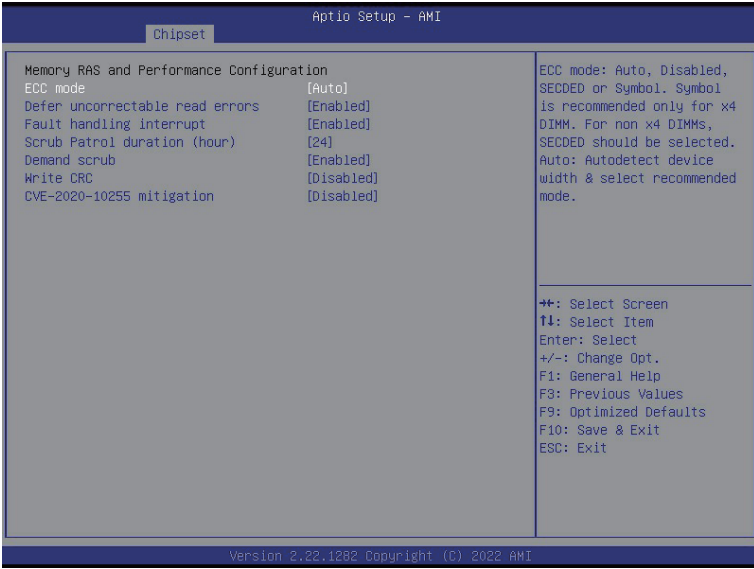 Aptio Setup – AMI
Chipset
Memory RAS and Performance Configuration
ECC mode [Auto]
Defer uncorrectable read errors [Enabled]
Fault handling interrupt [Enabled]
Scrub Patrol duration (hour) [24]
Demand scrub [Enabled]
Write CRC [Disabled]
CVE-2020-10255 mitigation [Disabled]
ECC mode: Auto, Disabled,
SECDED or Symbol. Symbol
is recommended only for x4
DIMM. For non x4 DIMMs,
SECDED should be selected.
Auto: Autodetect device
width & select recommended
mode.
→←: Select Screen
↑↓: Select Item
Enter: Select
+/-: Change Opt.
F1: General Help
F3: Previous Values
F9: Optimized Defaults
F10: Save & Exit
ESC: Exit
Version 2.22.1282 Copyright (C) 2022 AMI